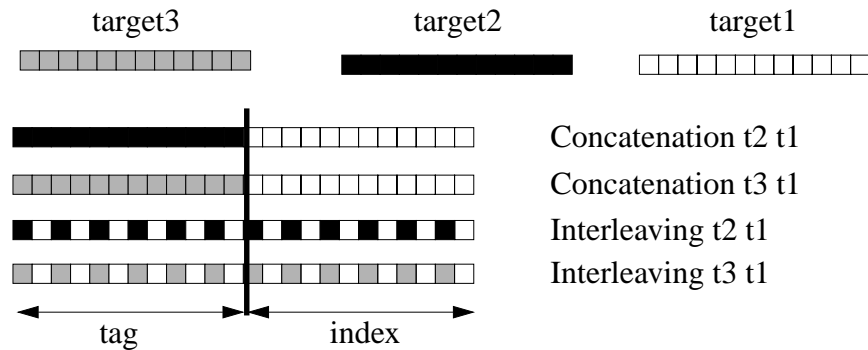 target3 target2 target1
Concatenation t2 t1
Concatenation t3 t1
Interleaving t2 t1
Interleaving t3 t1
tag index